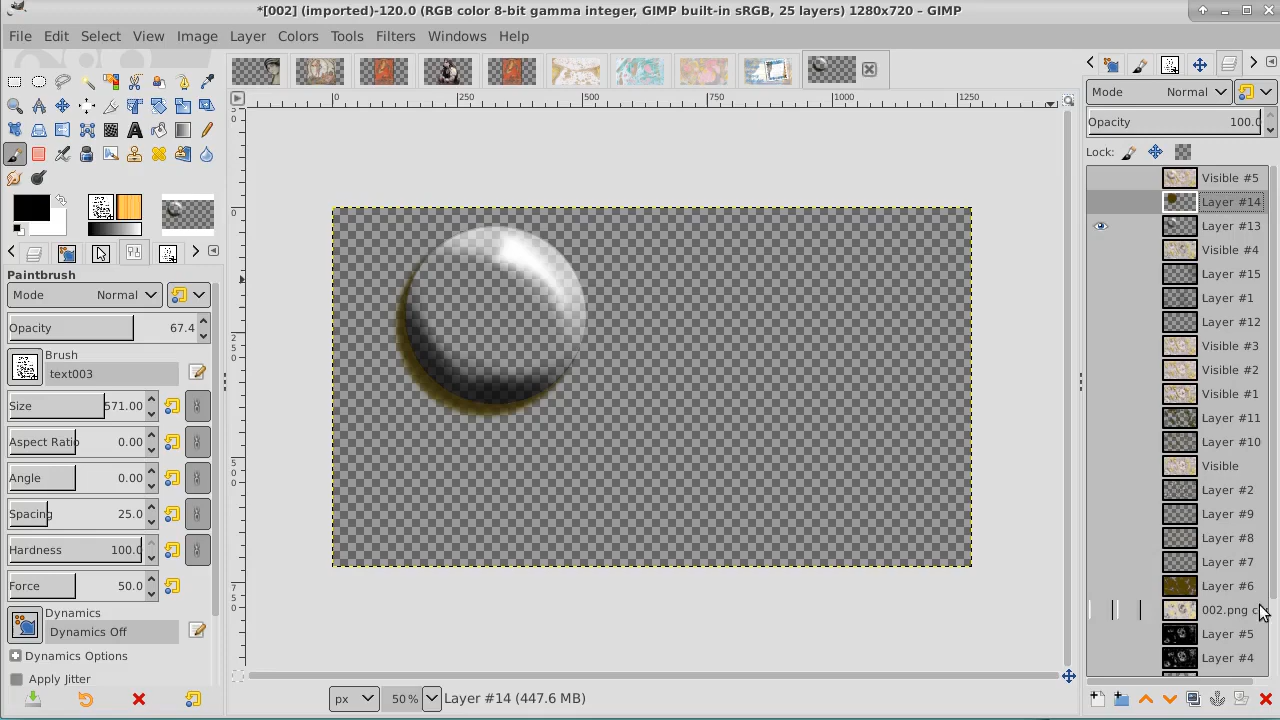 *[002] (imported)-120.0 (RGB color 8-bit gamma integer, GIMP built-in sRGB, 25 layers) 1280x720 – GIMP
File Edit Select View Image Layer Colors Tools Filters Windows Help
Paintbrush
Mode Normal
Opacity 67.4
Brush
text003
Size 571.00
Aspect Ratio 0.00
Angle 0.00
Spacing 25.0
Hardness 100.0
Force 50.0
Dynamics
Dynamics Off
Dynamics Options
Apply Jitter
0 250 500 750 1000 1250
0
250
500
750
px 50% Layer #14 (447.6 MB)
Mode Normal
Opacity 100.0
Lock:
Visible #5
Layer #14
Layer #13
Visible #4
Layer #15
Layer #1
Layer #12
Visible #3
Visible #2
Visible #1
Layer #11
Layer #10
Visible
Layer #2
Layer #9
Layer #8
Layer #7
Layer #6
002.png c
Layer #5
Layer #4